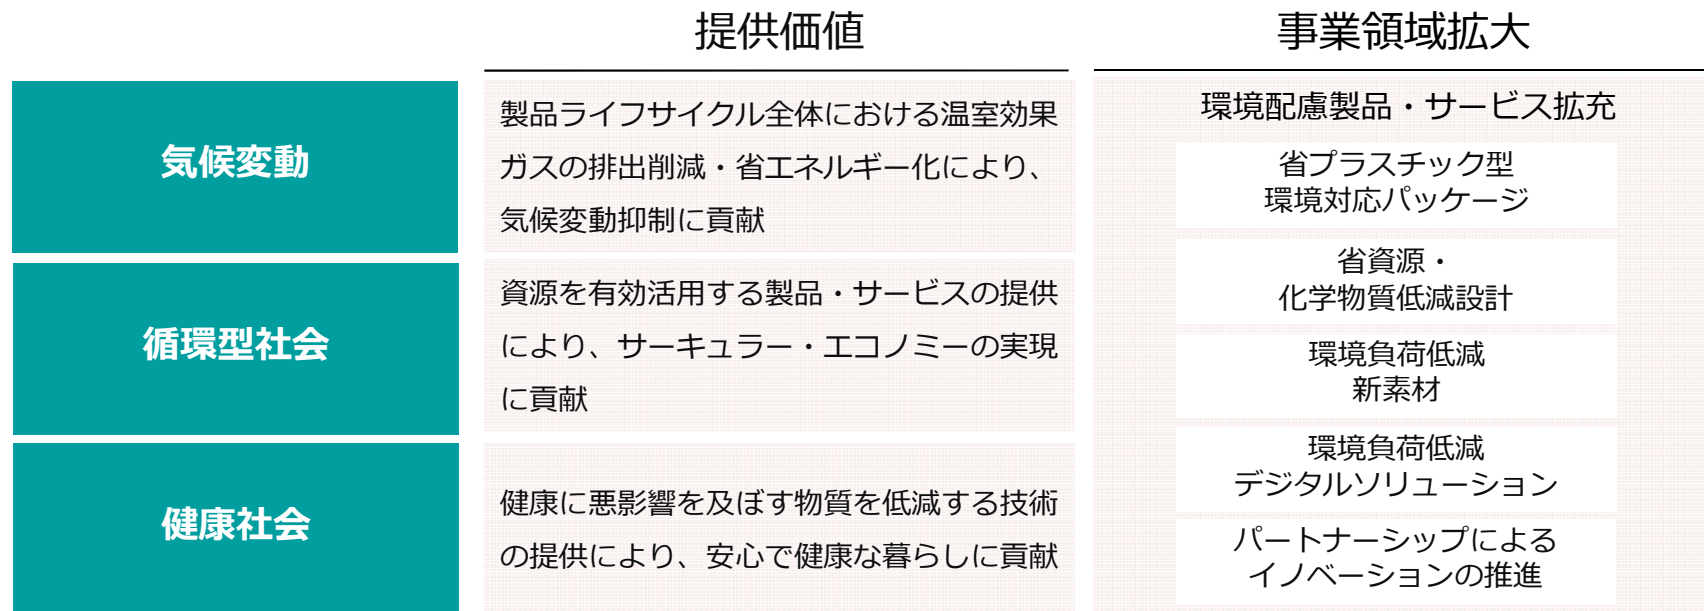 提供価値
事業領域拡大
気候変動
製品ライフサイクル全体における温室効果
ガスの排出削減・省エネルギー化により、
気候変動抑制に貢献
循環型社会
資源を有効活用する製品・サービスの提供
により、サーキュラー・エコノミーの実現
に貢献
健康社会
健康に悪影響を及ぼす物質を低減する技術
の提供により、安心で健康な暮らしに貢献
環境配慮製品・サービス拡充
省プラスチック型
環境対応パッケージ
省資源・
化学物質低減設計
環境負荷低減
新素材
環境負荷低減
デジタルソリューション
パートナーシップによる
イノベーションの推進